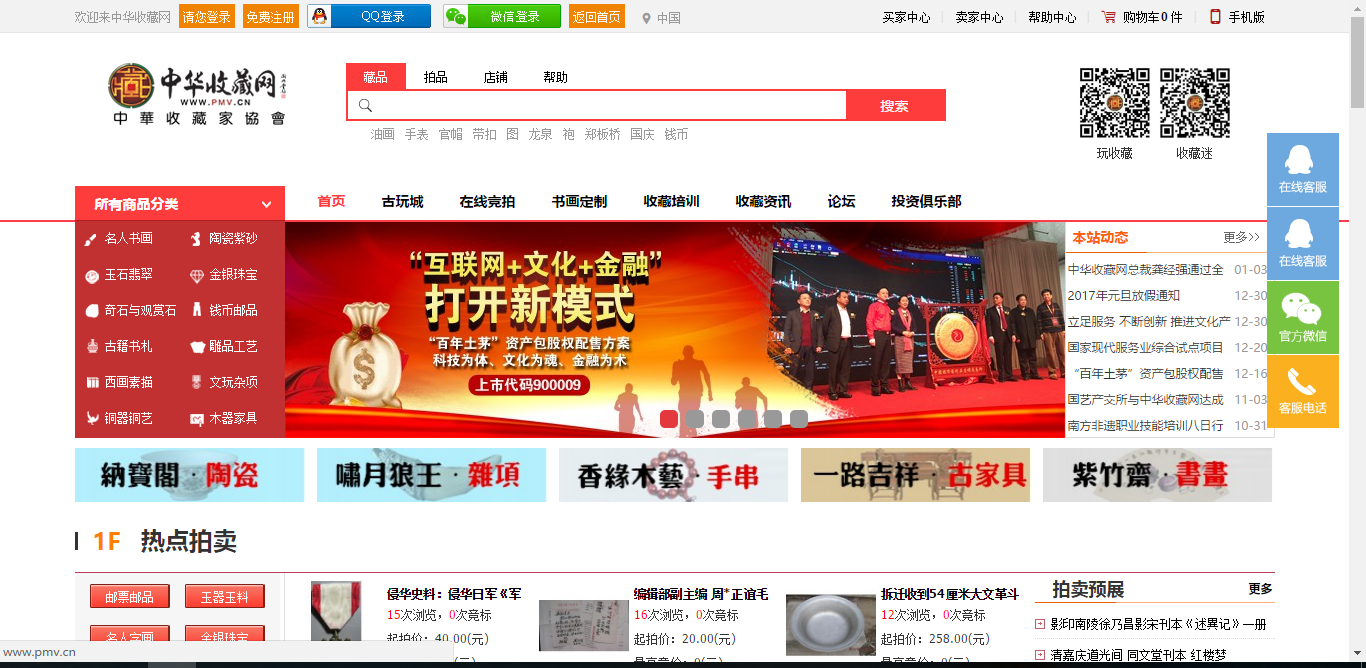 欢迎来中华收藏网 请您登录 免费注册 QQ登录 微信登录 返回首页 中国 买家中心 卖家中心 帮助中心 购物车0件 手机版
中华收藏网
WWW.PMV.CN
中華收藏家協會
藏品 拍品 店铺 帮助
搜索
油画 手表 官帽 带扣 图 龙泉 袍 郑板桥 国庆 钱币
玩收藏 收藏迷
所有商品分类 首页 古玩城 在线竞拍 书画定制 收藏培训 收藏资讯 论坛 投资俱乐部
名人书画 陶瓷紫砂
玉石翡翠 金银珠宝
奇石与观赏石 钱币邮品
古籍书札 雕品工艺
西画素描 文玩杂项
铜器铜艺 木器家具
“互联网+文化+金融”
打开新模式
“百年土茅”资产包股权配售方案
科技为体、文化为魂、金融为术
上市代码900009
本站动态 更多>>
中华收藏网总裁龚经强通过全 01-03
2017年元旦放假通知 12-30
立足服务 不断创新 推进文化产 12-30
国家现代服务业综合试点项目 12-20
“百年土茅”资产包股权配售 12-16
国艺产交所与中华收藏网达成 11-03
南方非遗职业技能培训八日行 10-31
在线客服
在线客服
官方微信
客服电话
納寶閣·陶瓷 嘯月狼王·雜項 香緣木藝·手串 一路吉祥·古家具 紫竹齋·書畫
1F 热点拍卖
邮票邮品 玉器玉料
名人字画 金银珠宝
侵华史料：侵华日军《军
15次浏览，0次竞标
起拍价：40.00(元)
(元)
编辑部副主编 周*正谊毛
16次浏览，0次竞标
起拍价：20.00(元)
最高竞价：0(元)
拆迁收到54厘米大文革斗
12次浏览，0次竞标
起拍价：258.00(元)
最高竞价：0(元)
拍卖预展 更多
影印南陵徐乃昌影宋刊本《述異记》一册
清嘉庆道光间 同文堂刊本 红楼梦
www.pmv.cn